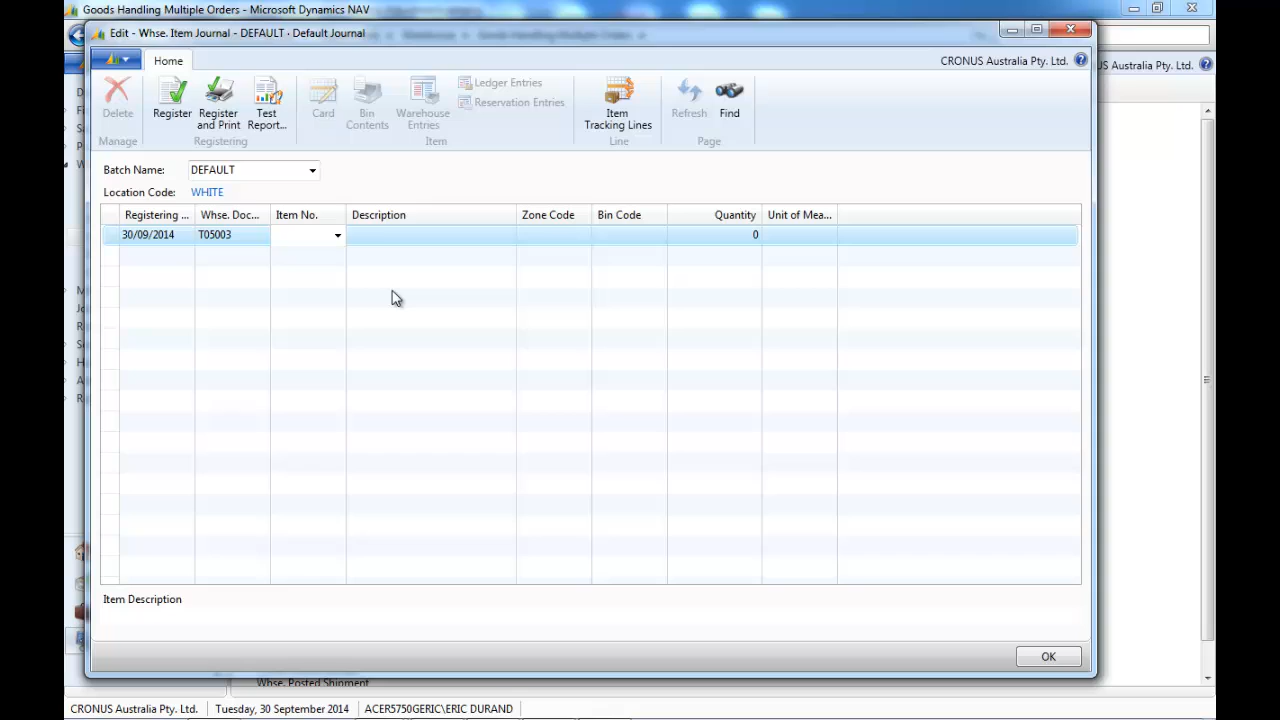 Goods Handling Multiple Orders - Microsoft Dynamics NAV
Edit - Whse. Item Journal - DEFAULT · Default Journal
Home
CRONUS Australia Pty. Ltd.
US Australia Pty. Ltd.
Delete
Register
Register and Print
Test Report...
Card
Bin Contents
Warehouse Entries
Ledger Entries
Reservation Entries
Item Tracking Lines
Refresh
Find
Manage
Registering
Item
Line
Page
Batch Name: DEFAULT
Location Code: WHITE
Registering ... Whse. Doc... Item No. Description Zone Code Bin Code Quantity Unit of Mea...
30/09/2014 T05003 0
Item Description
OK
Whse. Posted Shipment
CRONUS Australia Pty. Ltd. Tuesday, 30 September 2014 ACER5750GERIC\ERIC DURAND